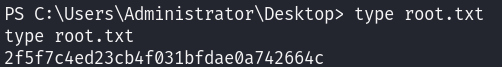 PS C:\Users\Administrator\Desktop> type root.txt
type root.txt
2f5f7c4ed23cb4f031bfdae0a742664c